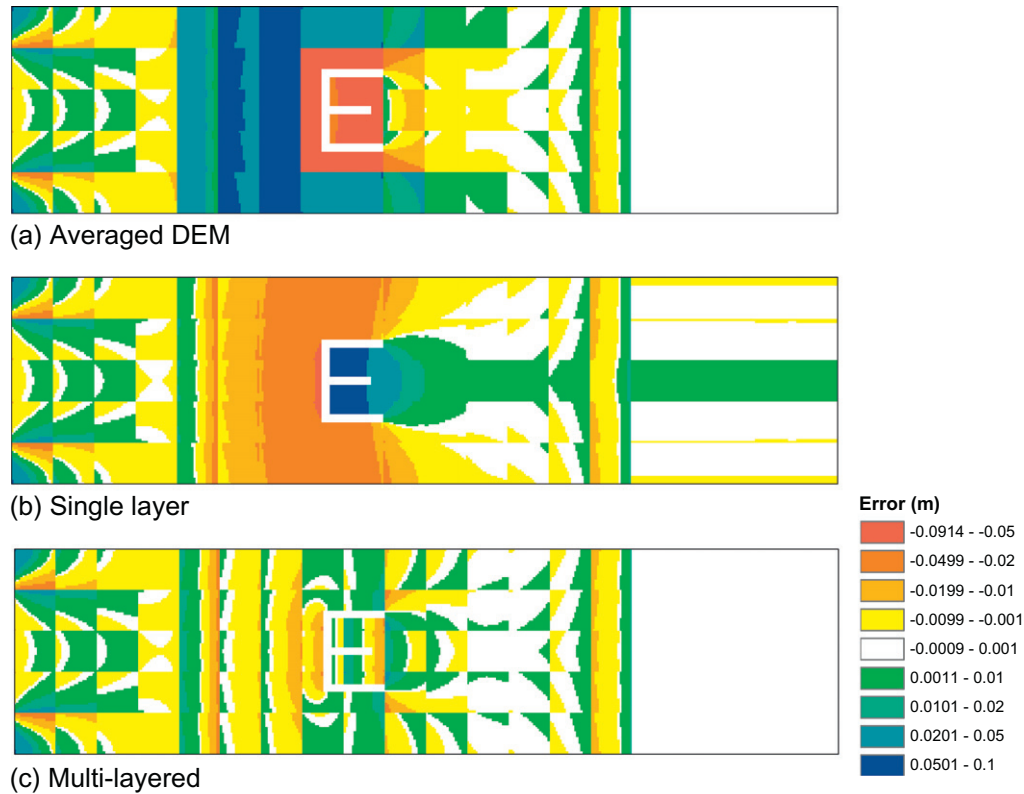 (a) Averaged DEM
(b) Single layer
Error (m)
-0.0914 - -0.05
-0.0499 - -0.02
-0.0199 - -0.01
-0.0099 - -0.001
-0.0009 - 0.001
0.0011 - 0.01
0.0101 - 0.02
0.0201 - 0.05
0.0501 - 0.1
(c) Multi-layered